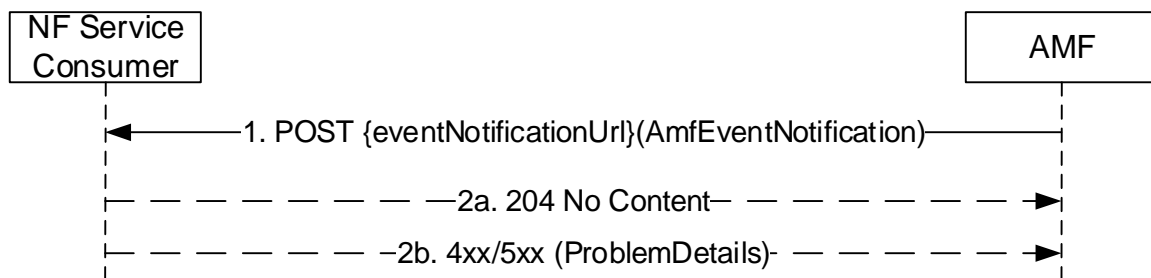 NF Service
Consumer
AMF
1. POST {eventNotificationUrl}(AmfEventNotification)
2a. 204 No Content
2b. 4xx/5xx (ProblemDetails)